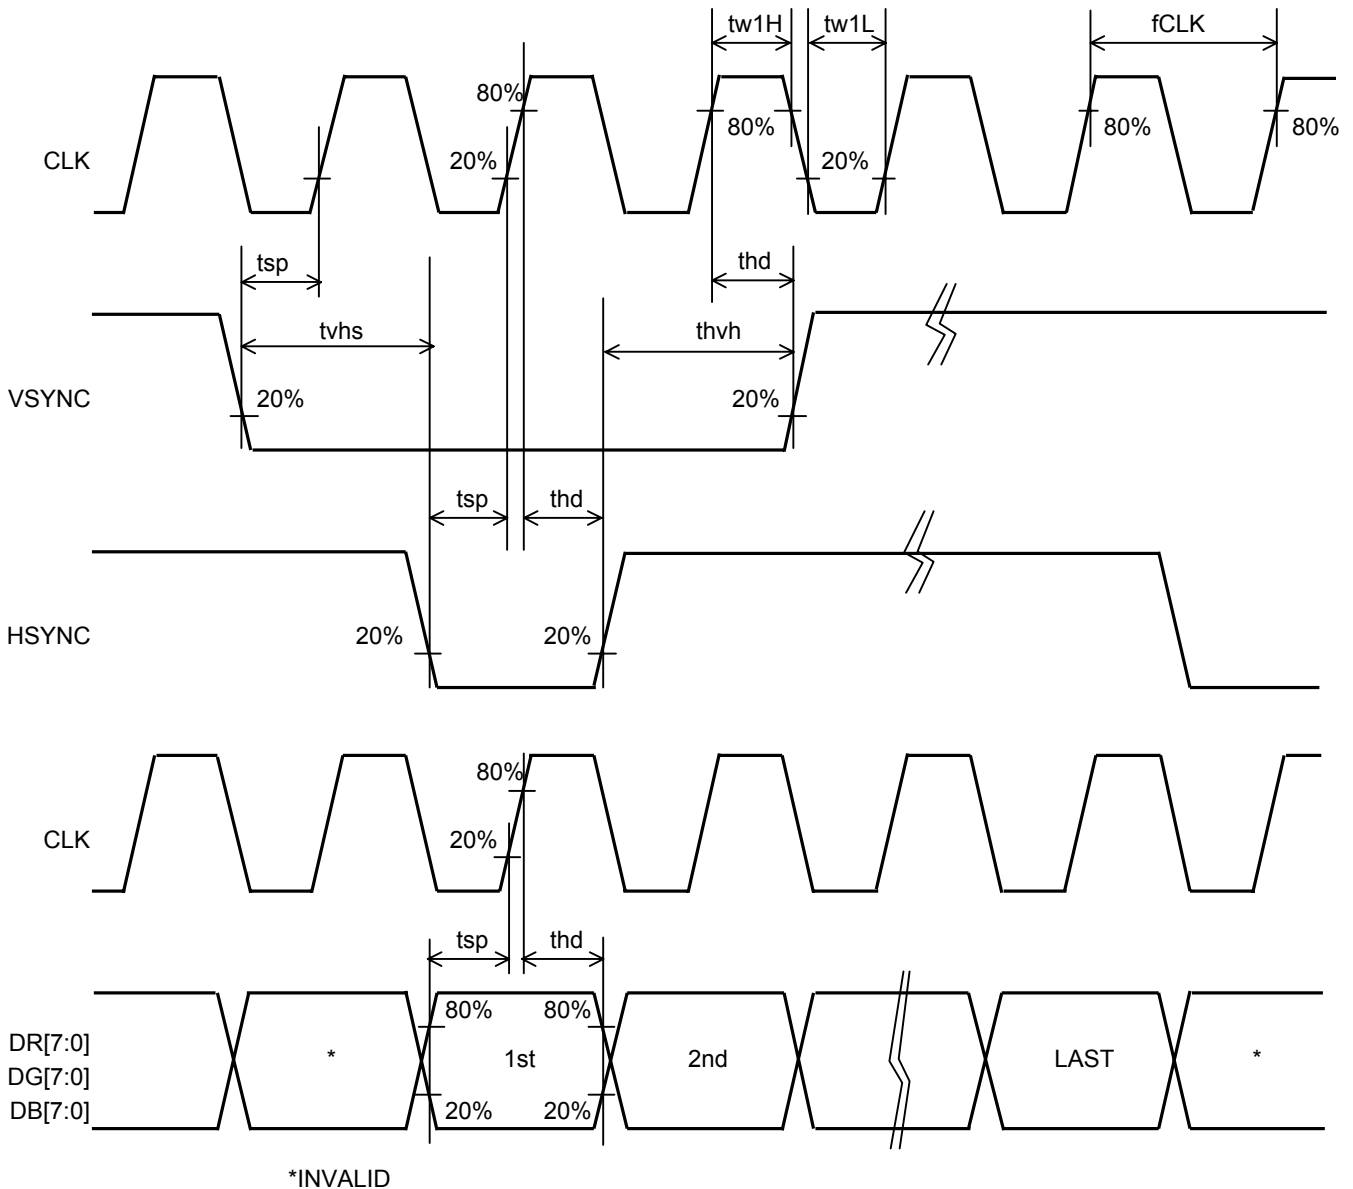 tw1H
tw1L
fCLK
80%
80%
80%
80%
CLK
20%
20%
tsp
thd
tvhs
thvh
VSYNC
20%
20%
tsp
thd
HSYNC
20%
20%
80%
CLK
20%
tsp
thd
80%
80%
DR[7:0]
DG[7:0]
DB[7:0]
*
1st
2nd
LAST
*
20%
20%
*INVALID